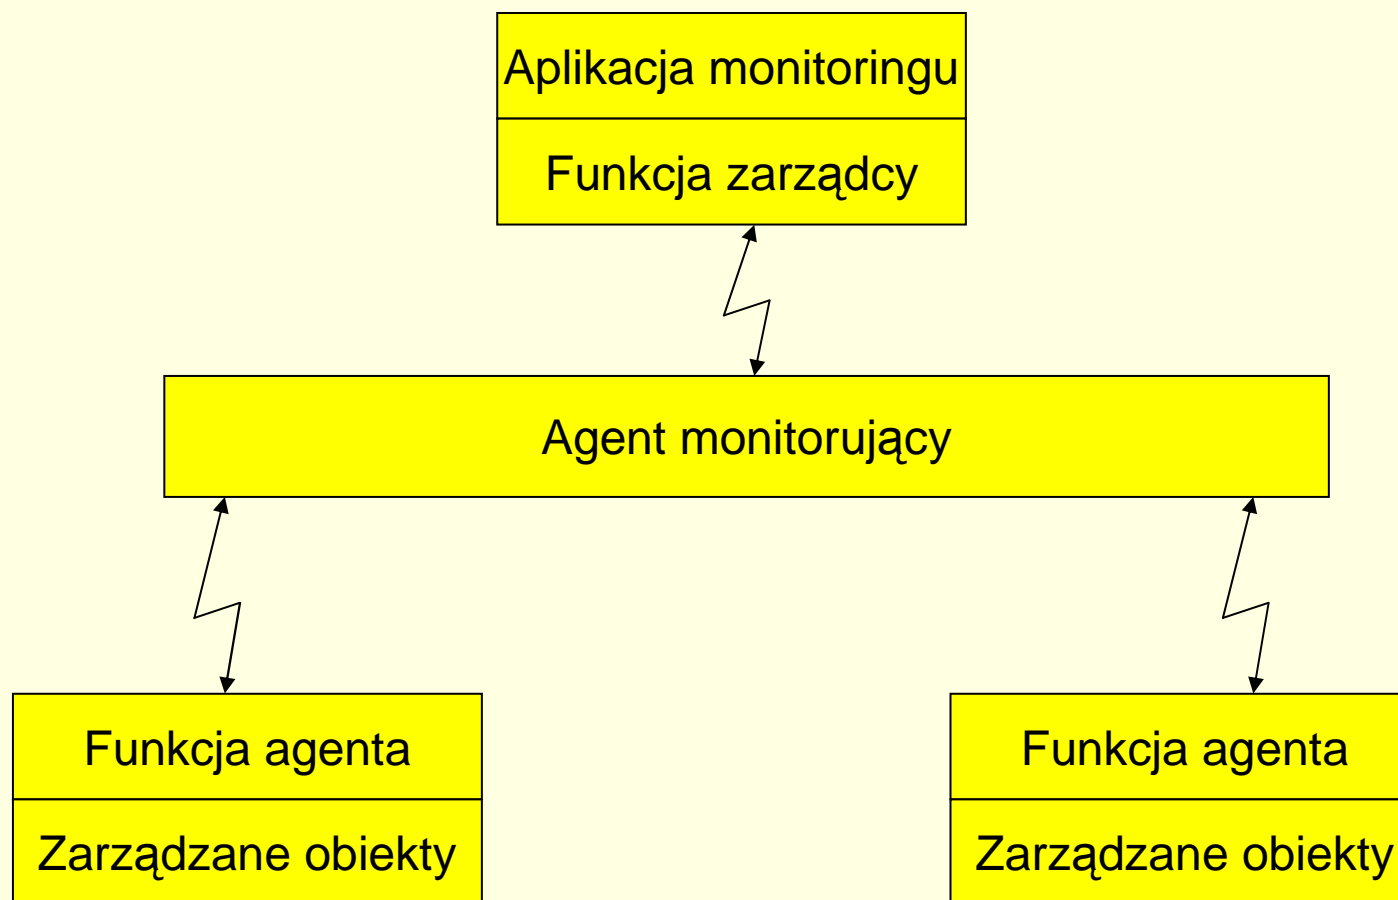 Aplikacja monitoringu
Funkcja zarządcy
Agent monitorujący
Funkcja agenta
Funkcja agenta
Zarządzane obiekty
Zarządzane obiekty